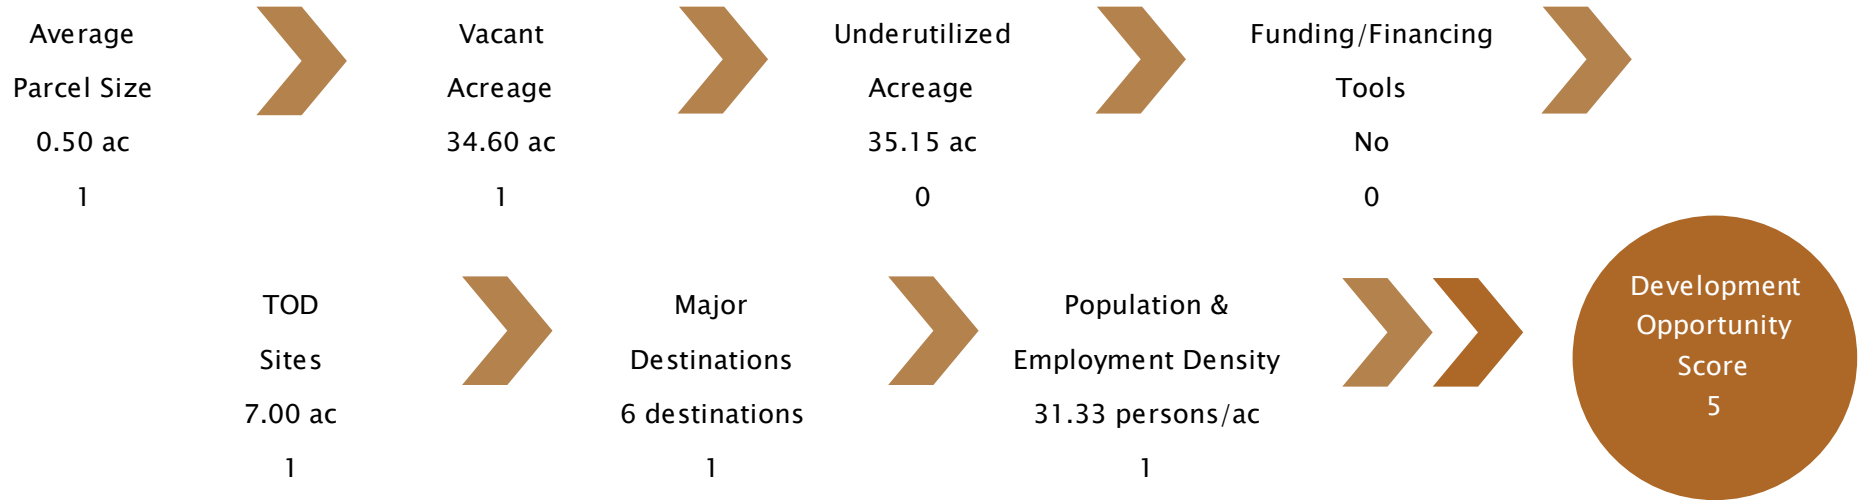 Average
Parcel Size
0.50 ac
1
Vacant
Acreage
34.60 ac
1
Underutilized
Acreage
35.15 ac
0
Funding/Financing
Tools
No
0
TOD
Sites
7.00 ac
1
Major
Destinations
6 destinations
1
Population &
Employment Density
31.33 persons/ac
1
Development
Opportunity
Score
5